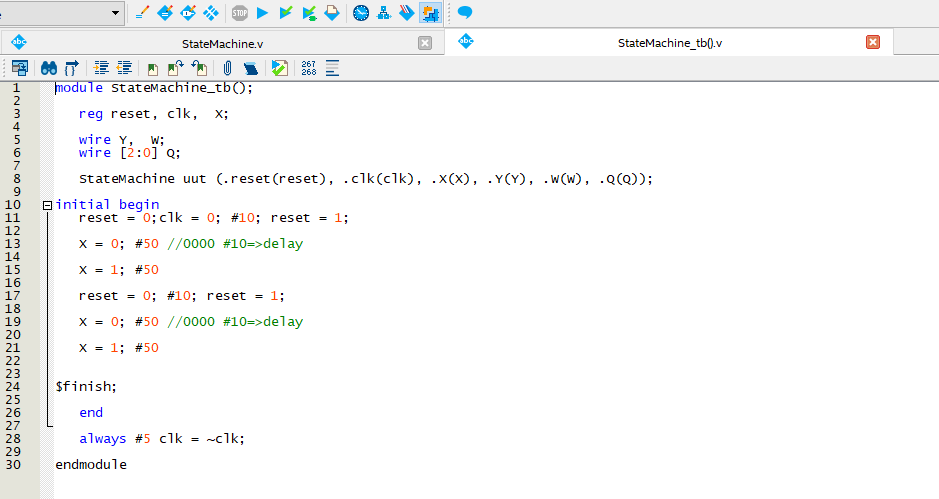 e
STOP
abc StateMachine.v
abc StateMachine_tb().v
267
268
1 module StateMachine_tb();
2
3 reg reset, clk,  X;
4
5 wire Y,  W;
6 wire [2:0] Q;
7
8 StateMachine uut (.reset(reset), .clk(clk), .X(X), .Y(Y), .W(W), .Q(Q));
9
10 initial begin
11 reset = 0;clk = 0; #10; reset = 1;
12
13 X = 0; #50 //0000 #10=>delay
14
15 X = 1; #50
16
17 reset = 0; #10; reset = 1;
18
19 X = 0; #50 //0000 #10=>delay
20
21 X = 1; #50
22
23
24 $finish;
25
26 end
27
28 always #5 clk = ~clk;
29
30 endmodule